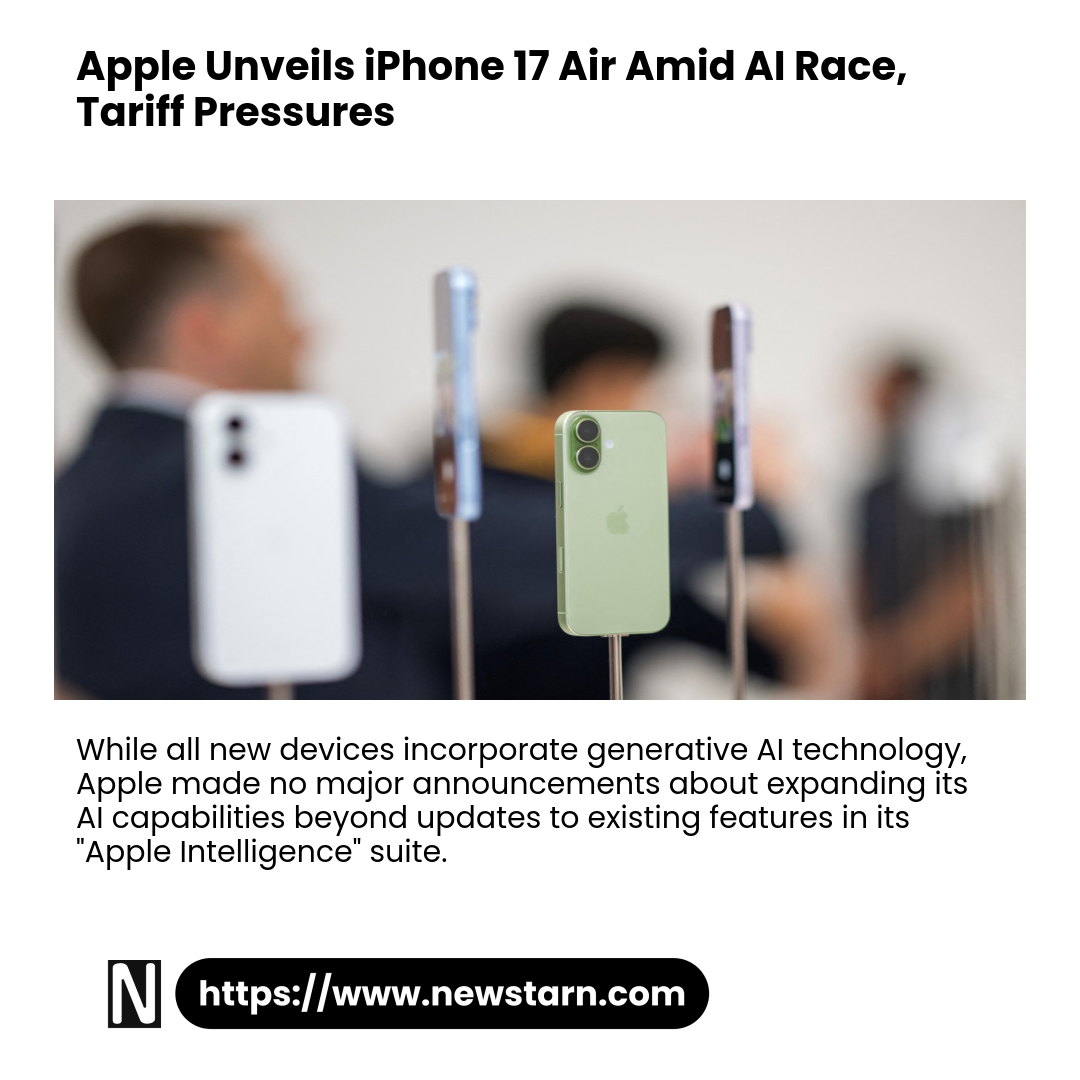 Apple Unveils iPhone 17 Air Amid AI Race,
Tariff Pressures
While all new devices incorporate generative AI technology,
Apple made no major announcements about expanding its
AI capabilities beyond updates to existing features in its
"Apple Intelligence" suite.
N
https://www.newstarn.com